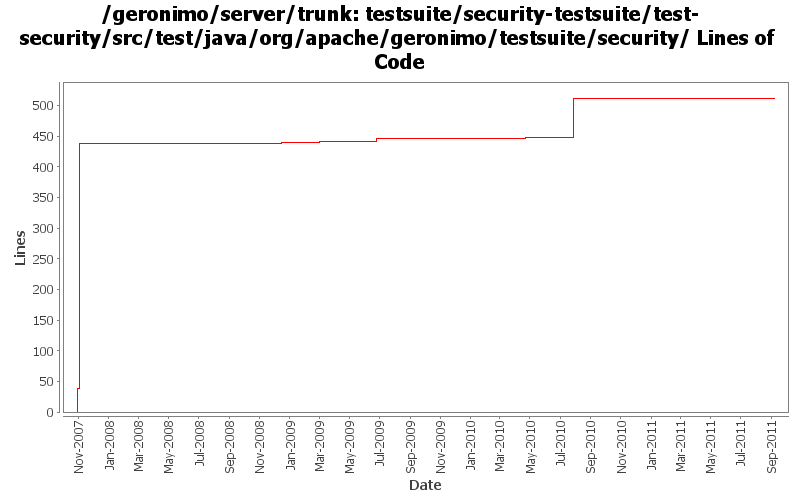 /geronimo/server/trunk: testsuite/security-testsuite/test-
security/src/test/java/org/apache/geronimo/testsuite/security/ Lines of
Code
500
450
400
350
300
250
200
150
100
50
0
Lines
Nov-2007
Jan-2008
Mar-2008
May-2008
Jul-2008
Sep-2008
Nov-2008
Jan-2009
Mar-2009
May-2009
Jul-2009
Sep-2009
Nov-2009
Jan-2010
Mar-2010
May-2010
Jul-2010
Sep-2010
Nov-2010
Jan-2011
Mar-2011
May-2011
Jul-2011
Sep-2011
Date